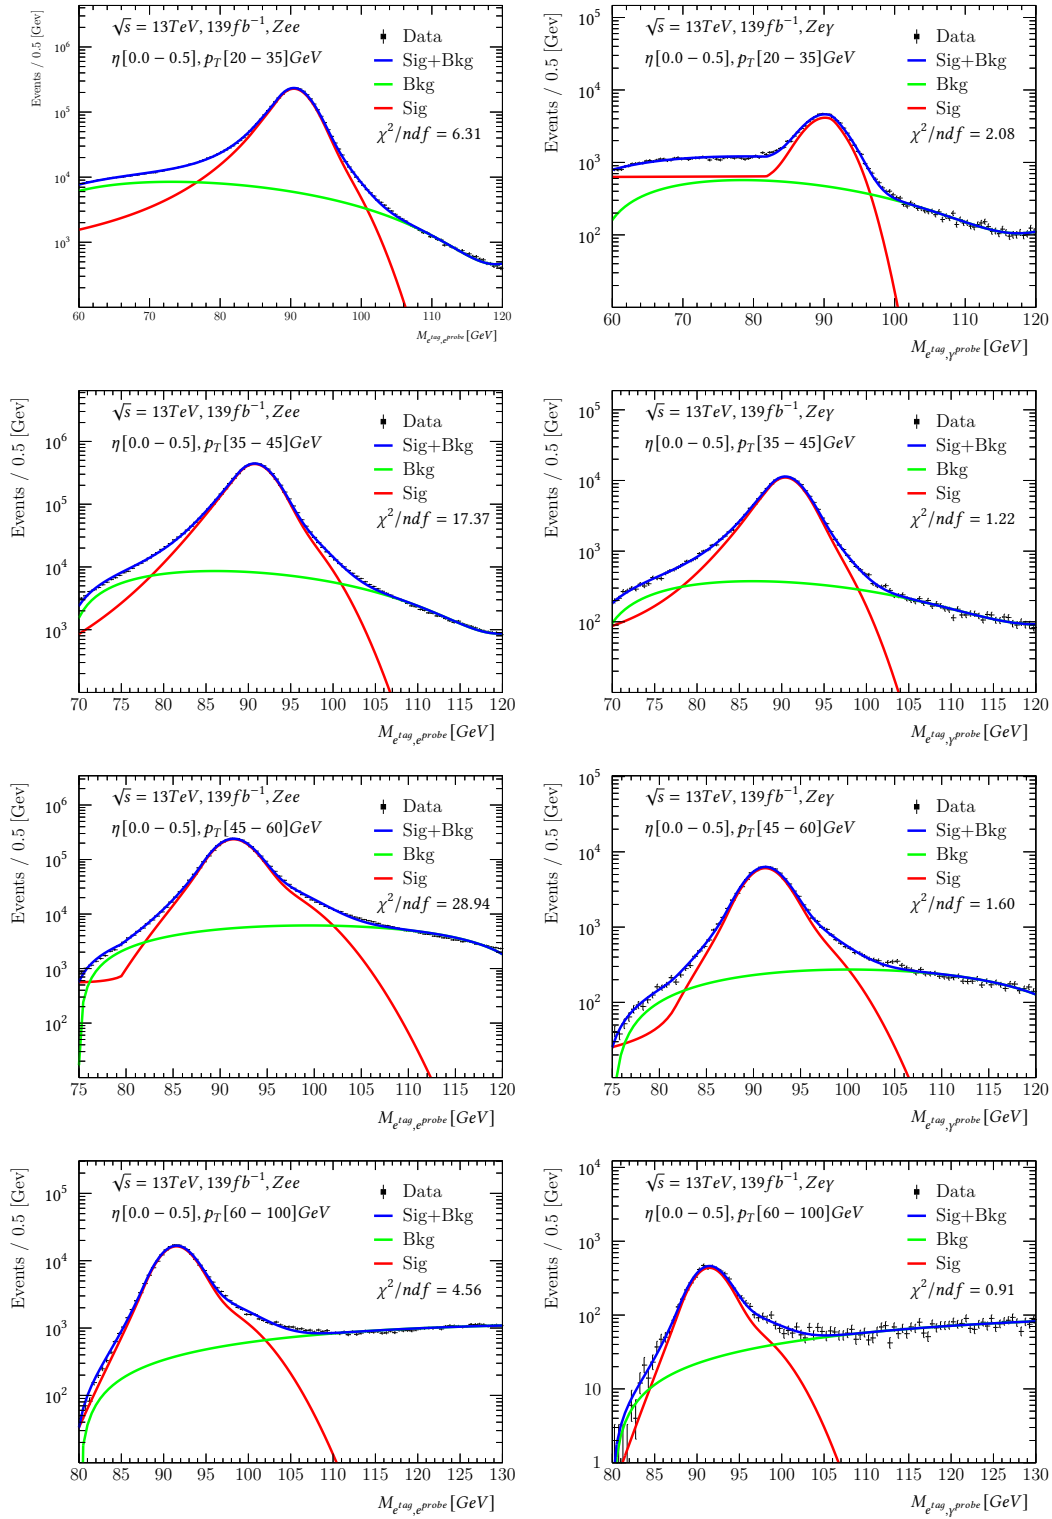 √s = 13TeV, 139fb⁻¹, Zee
η[0.0 − 0.5], p_T[20 − 35]GeV
Data
Sig+Bkg
Bkg
Sig
χ²/ndf = 6.31
Events / 0.5 [Gev]
10⁶
10⁵
10⁴
10³
60 70 80 90 100 110 120
M_{e^{tag},e^{probe}}[GeV]
√s = 13TeV, 139fb⁻¹, Zeγ
η[0.0 − 0.5], p_T[20 − 35]GeV
Data
Sig+Bkg
Bkg
Sig
χ²/ndf = 2.08
Events / 0.5 [Gev]
10⁵
10⁴
10³
10²
60 70 80 90 100 110 120
M_{e^{tag},γ^{probe}}[GeV]
√s = 13TeV, 139fb⁻¹, Zee
η[0.0 − 0.5], p_T[35 − 45]GeV
Data
Sig+Bkg
Bkg
Sig
χ²/ndf = 17.37
Events / 0.5 [Gev]
10⁶
10⁵
10⁴
10³
70 75 80 85 90 95 100 105 110 115 120
M_{e^{tag},e^{probe}}[GeV]
√s = 13TeV, 139fb⁻¹, Zeγ
η[0.0 − 0.5], p_T[35 − 45]GeV
Data
Sig+Bkg
Bkg
Sig
χ²/ndf = 1.22
Events / 0.5 [Gev]
10⁵
10⁴
10³
10²
70 75 80 85 90 95 100 105 110 115 120
M_{e^{tag},γ^{probe}}[GeV]
√s = 13TeV, 139fb⁻¹, Zee
η[0.0 − 0.5], p_T[45 − 60]GeV
Data
Sig+Bkg
Bkg
Sig
χ²/ndf = 28.94
Events / 0.5 [Gev]
10⁶
10⁵
10⁴
10³
10²
75 80 85 90 95 100 105 110 115 120
M_{e^{tag},e^{probe}}[GeV]
√s = 13TeV, 139fb⁻¹, Zeγ
η[0.0 − 0.5], p_T[45 − 60]GeV
Data
Sig+Bkg
Bkg
Sig
χ²/ndf = 1.60
Events / 0.5 [Gev]
10⁵
10⁴
10³
10²
75 80 85 90 95 100 105 110 115 120
M_{e^{tag},γ^{probe}}[GeV]
√s = 13TeV, 139fb⁻¹, Zee
η[0.0 − 0.5], p_T[60 − 100]GeV
Data
Sig+Bkg
Bkg
Sig
χ²/ndf = 4.56
Events / 0.5 [Gev]
10⁵
10⁴
10³
10²
80 85 90 95 100 105 110 115 120 125 130
M_{e^{tag},e^{probe}}[GeV]
√s = 13TeV, 139fb⁻¹, Zeγ
η[0.0 − 0.5], p_T[60 − 100]GeV
Data
Sig+Bkg
Bkg
Sig
χ²/ndf = 0.91
Events / 0.5 [Gev]
10⁴
10³
10²
10
1
80 85 90 95 100 105 110 115 120 125 130
M_{e^{tag},γ^{probe}}[GeV]